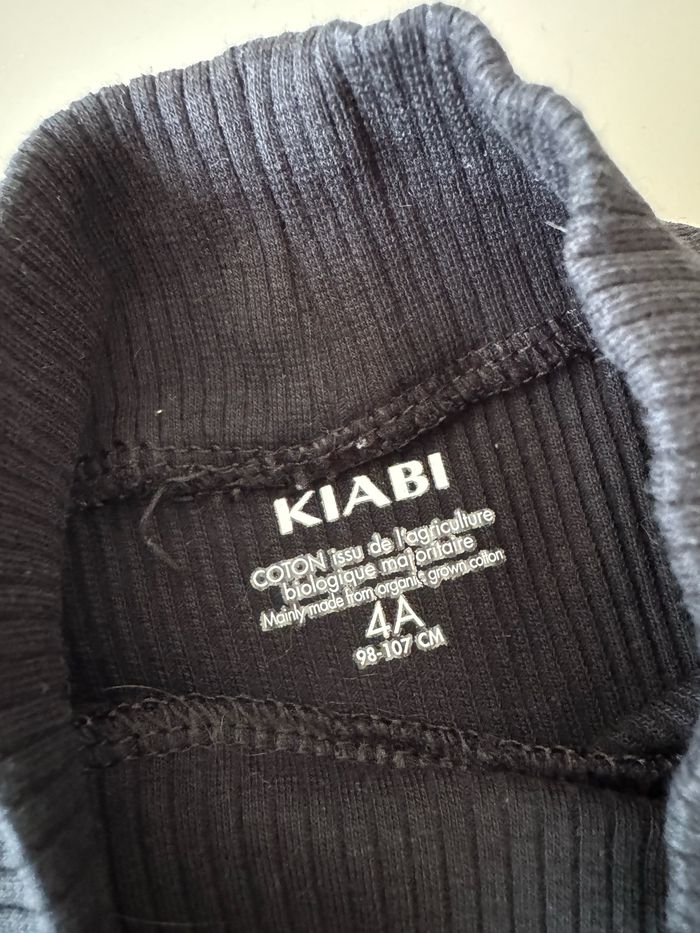 KIABI
COTON issu de l'agriculture
biologique majoritaire
Mainly made from organic grown cotton
4A
98-107 CM